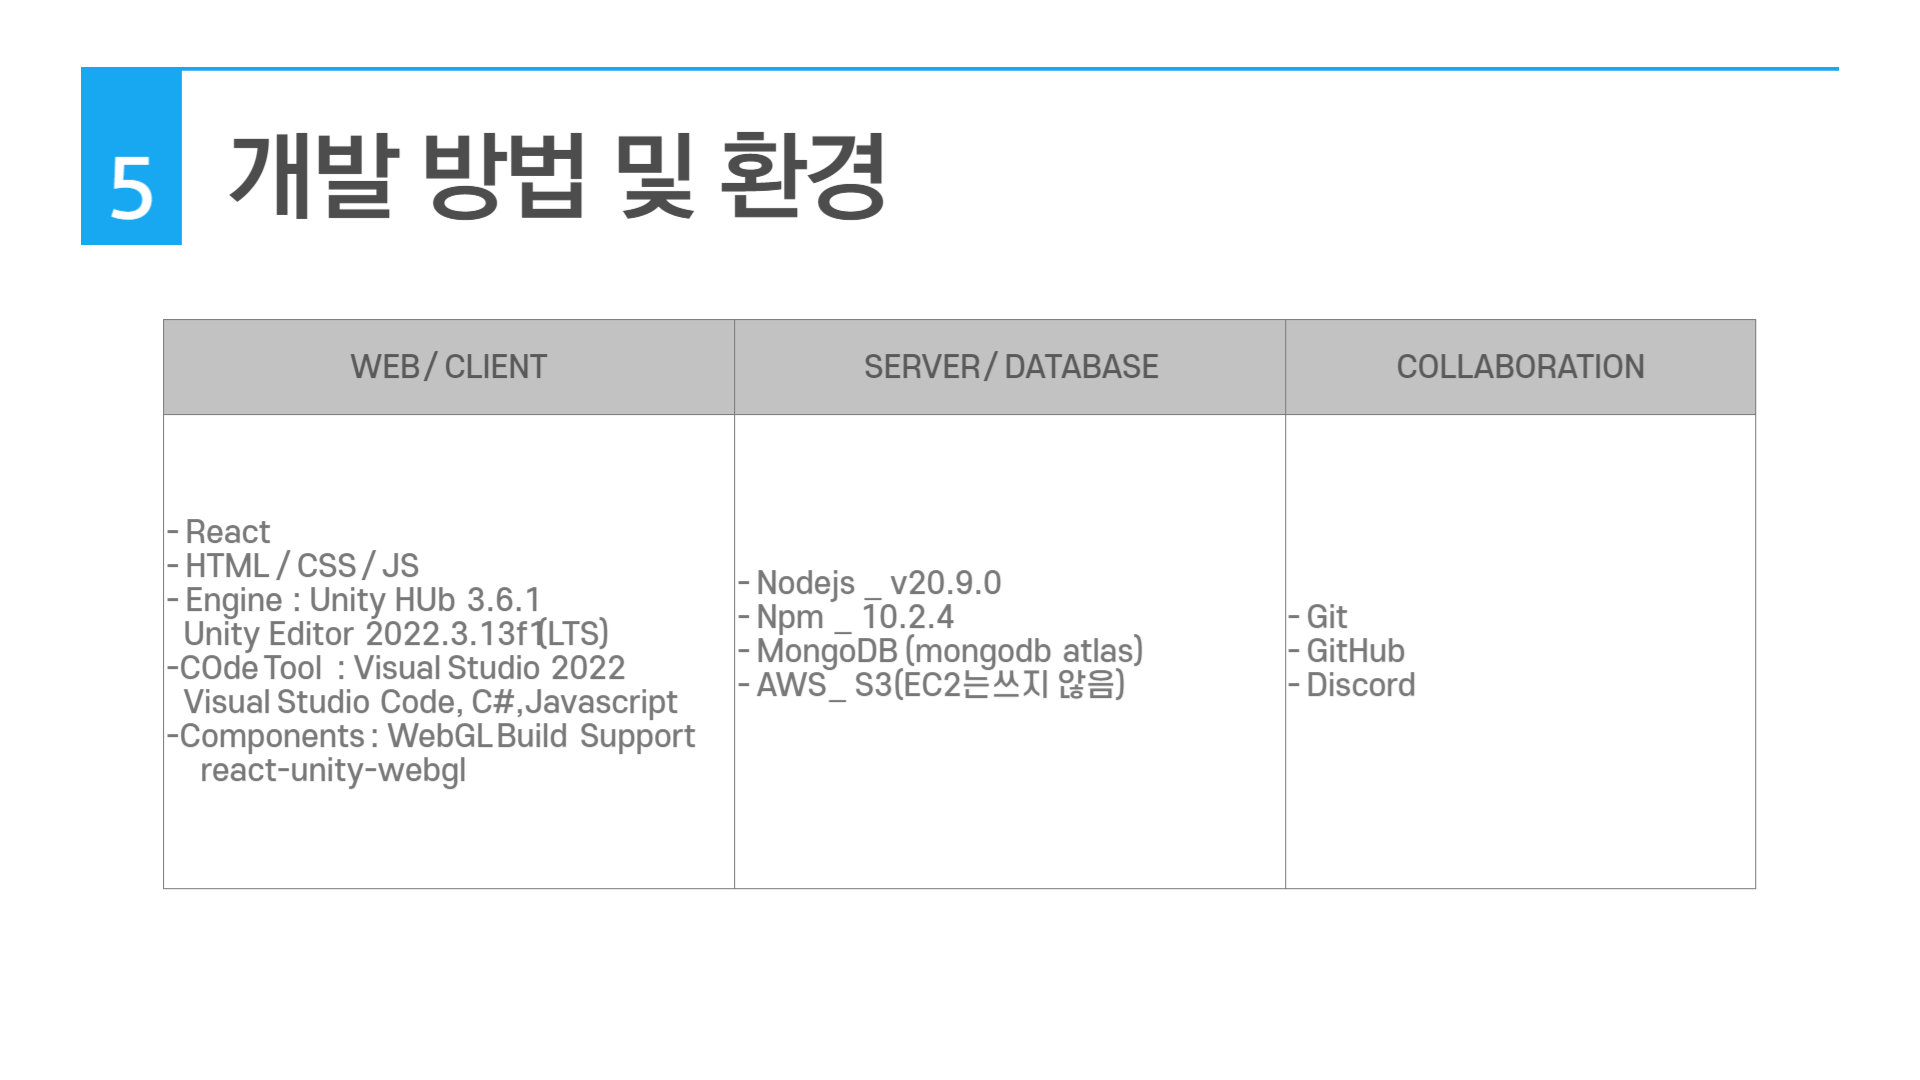 5
개발 방법 및 환경
WEB / CLIENT
SERVER / DATABASE
COLLABORATION
- React
- HTML / CSS / JS
- Engine : Unity HUb 3.6.1
Unity Editor 2022.3.13f1(LTS)
-COde Tool : Visual Studio 2022
Visual Studio Code, C#,Javascript
-Components : WebGL Build Support
react-unity-webgl
- Nodejs _ v20.9.0
- Npm _ 10.2.4
- MongoDB (mongodb atlas)
- AWS_ S3(EC2는쓰지 않음)
- Git
- GitHub
- Discord